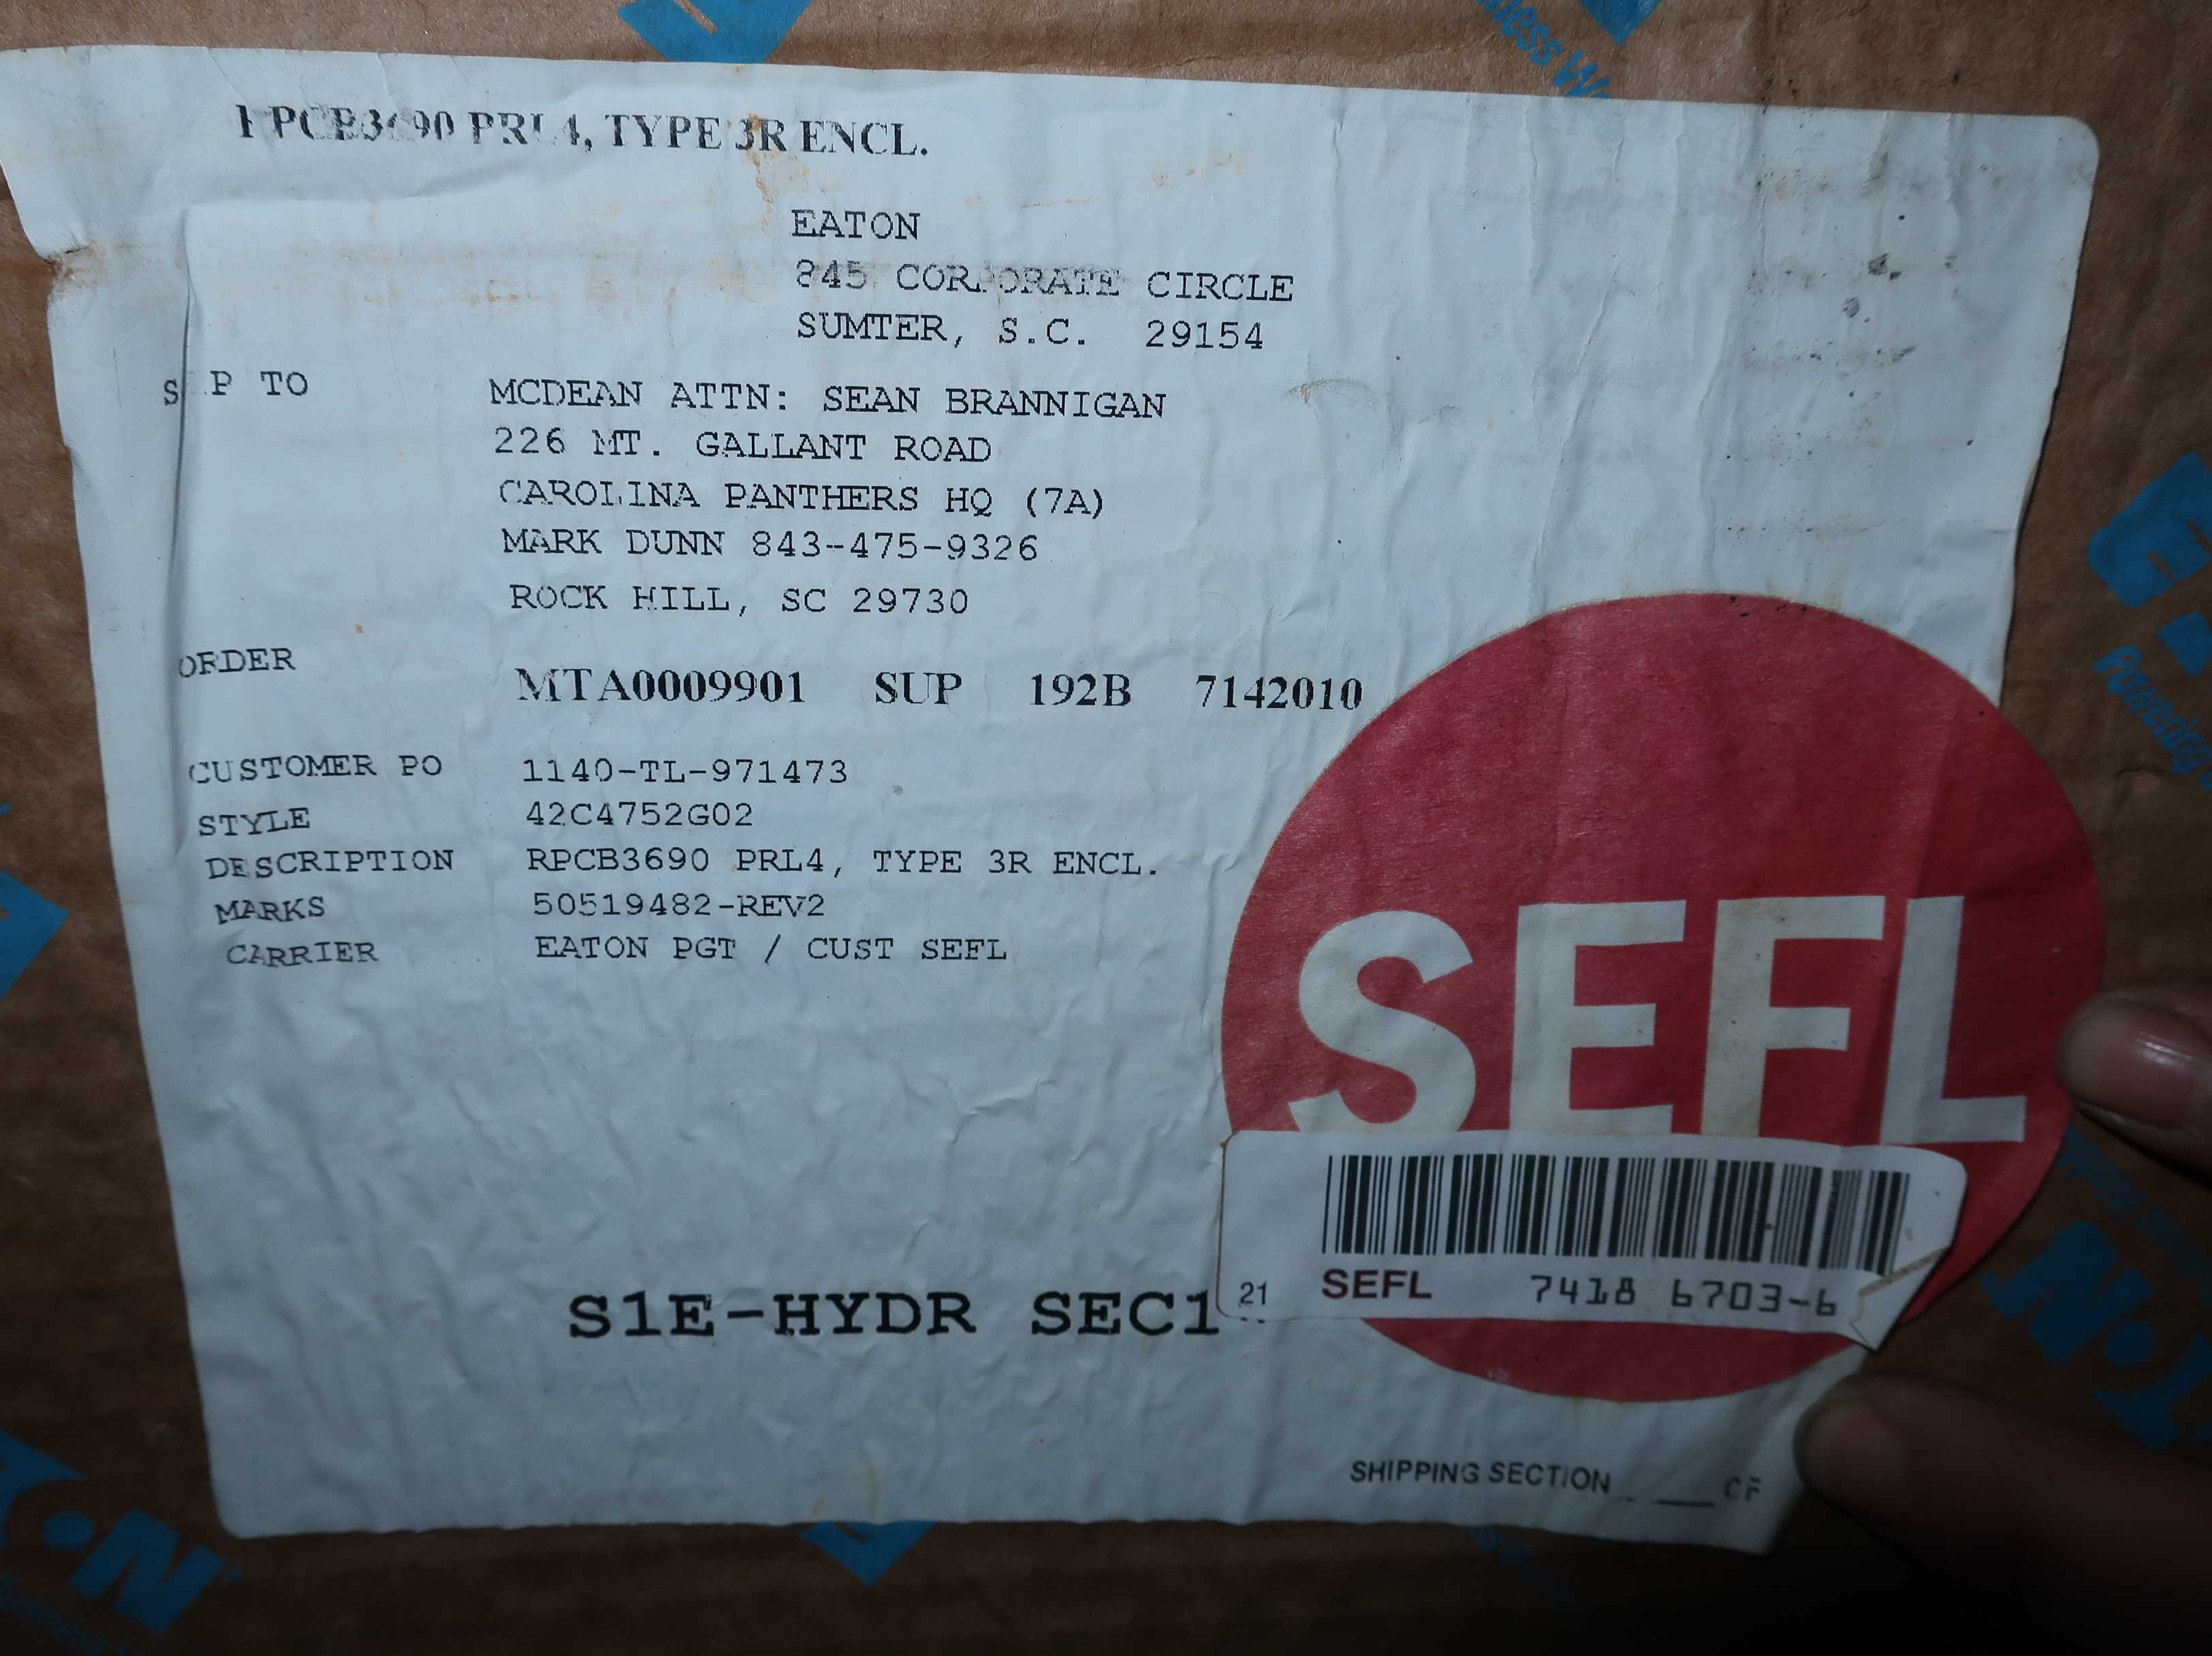 RPCB3690 PRL4, TYPE 3R ENCL.
EATON
845 CORPORATE CIRCLE
SUMTER, S.C. 29154
SHIP TO MCDEAN ATTN: SEAN BRANNIGAN
226 MT. GALLANT ROAD
CAROLINA PANTHERS HQ (7A)
MARK DUNN 843-475-9326
ROCK HILL, SC 29730
ORDER MTA0009901 SUP 192B 7142010
CUSTOMER PO 1140-TL-971473
STYLE 42C4752G02
DESCRIPTION RPCB3690 PRL4, TYPE 3R ENCL.
MARKS 50519482-REV2
CARRIER EATON PGT / CUST SEFL
SEFL
21 SEFL 7418 6703-6
S1E-HYDR SEC1
SHIPPING SECTION ____ OF
Powering